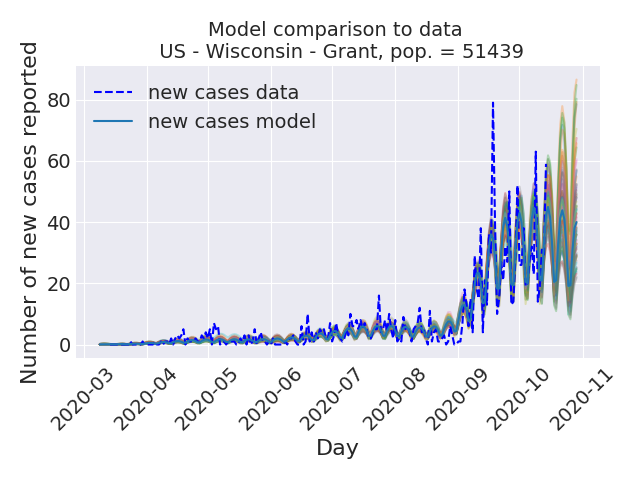 Model comparison to data
US - Wisconsin - Grant, pop. = 51439
Number of new cases reported
80
60
40
20
0
new cases data
new cases model
2020-03
2020-04
2020-05
2020-06
2020-07
2020-08
2020-09
2020-10
2020-11
Day